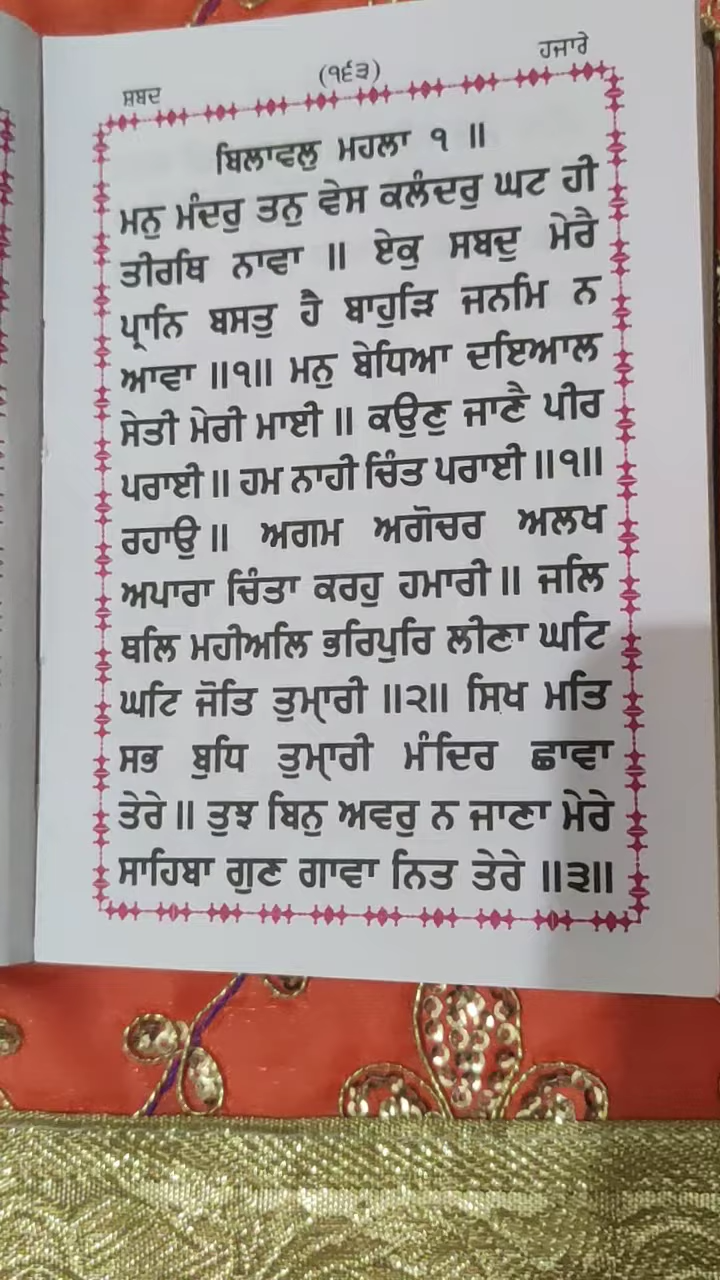 ਸ਼ਬਦ (੧੬੩) ਹਜਾਰੇ
ਬਿਲਾਵਲੁ ਮਹਲਾ ੧ ॥
ਮਨੁ ਮੰਦਰੁ ਤਨੁ ਵੇਸ ਕਲੰਦਰੁ ਘਟ ਹੀ
ਤੀਰਥਿ ਨਾਵਾ ॥ ਏਕੁ ਸਬਦੁ ਮੇਰੈ
ਪ੍ਰਾਨਿ ਬਸਤੁ ਹੈ ਬਾਹੁੜਿ ਜਨਮਿ ਨ
ਆਵਾ ॥੧॥ ਮਨੁ ਬੇਧਿਆ ਦਇਆਲ
ਸੇਤੀ ਮੇਰੀ ਮਾਈ ॥ ਕਉਣੁ ਜਾਣੈ ਪੀਰ
ਪਰਾਈ ॥ ਹਮ ਨਾਹੀ ਚਿੰਤ ਪਰਾਈ ॥੧॥
ਰਹਾਉ ॥ ਅਗਮ ਅਗੋਚਰ ਅਲਖ
ਅਪਾਰਾ ਚਿੰਤਾ ਕਰਹੁ ਹਮਾਰੀ ॥ ਜਲਿ
ਥਲਿ ਮਹੀਅਲਿ ਭਰਿਪੁਰਿ ਲੀਣਾ ਘਟਿ
ਘਟਿ ਜੋਤਿ ਤੁਮ੍ਹਾਰੀ ॥੨॥ ਸਿਖ ਮਤਿ
ਸਭ ਬੁਧਿ ਤੁਮ੍ਹਾਰੀ ਮੰਦਿਰ ਛਾਵਾ
ਤੇਰੇ ॥ ਤੁਝ ਬਿਨੁ ਅਵਰੁ ਨ ਜਾਣਾ ਮੇਰੇ
ਸਾਹਿਬਾ ਗੁਣ ਗਾਵਾ ਨਿਤ ਤੇਰੇ ॥੩॥